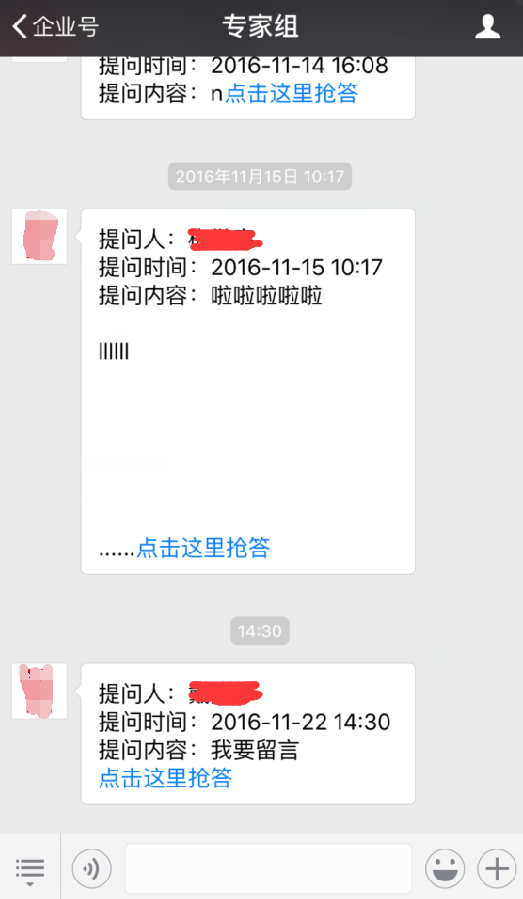 企业号
专家组
提问时间：2016-11-14 16:08
提问内容：n点击这里抢答
2016年11月15日 10:17
提问人：
提问时间：2016-11-15 10:17
提问内容：啦啦啦啦啦
llllll
......点击这里抢答
14:30
提问人：
提问时间：2016-11-22 14:30
提问内容：我要留言
点击这里抢答